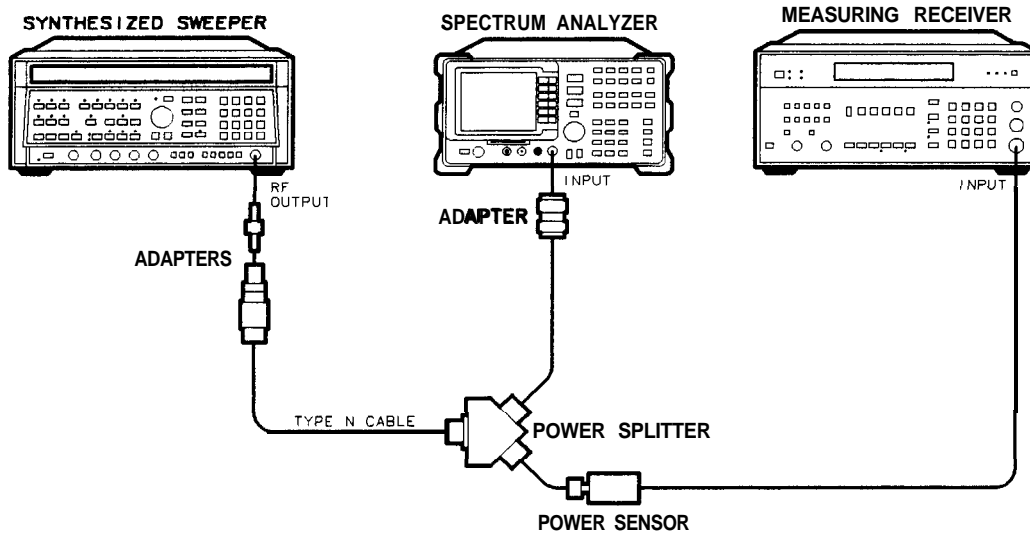 SYNTHESIZED SWEEPER
SPECTRUM ANALYZER
MEASURING RECEIVER
RF
OUTPUT
INPUT
INPUT
ADAPTER
ADAPTERS
TYPE N CABLE
POWER SPLITTER
POWER SENSOR